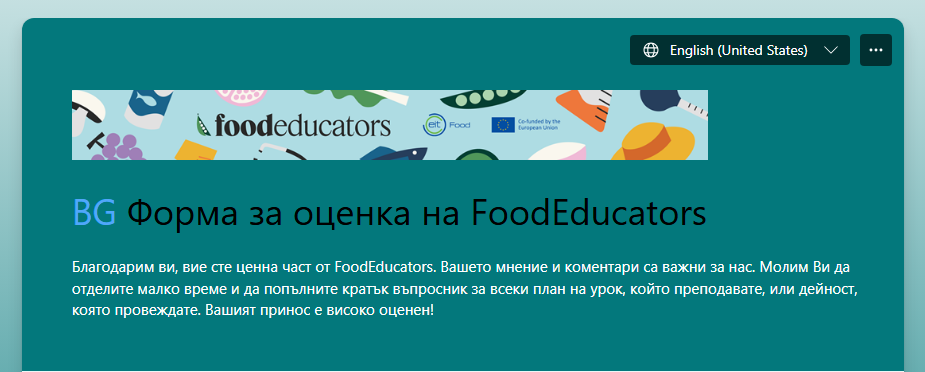 English (United States)
foodeducators
eit Food
Co-funded by the
European Union
BG Форма за оценка на FoodEducators
Благодарим ви, вие сте ценна част от FoodEducators. Вашето мнение и коментари са важни за нас. Молим Ви да
отделите малко време и да попълните кратък въпросник за всеки план на урок, който преподавате, или дейност,
която провеждате. Вашият принос е високо оценен!